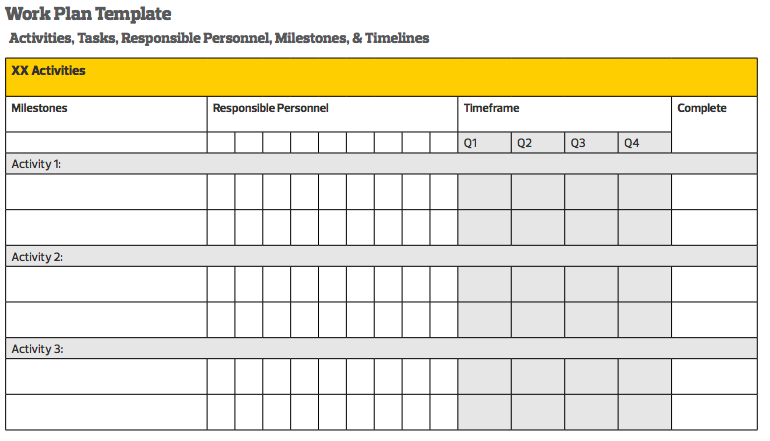 Work Plan Template
Activities, Tasks, Responsible Personnel, Milestones, & Timelines
XX Activities
Milestones Responsible Personnel Timeframe Complete
Q1 Q2 Q3 Q4
Activity 1:
Activity 2:
Activity 3: